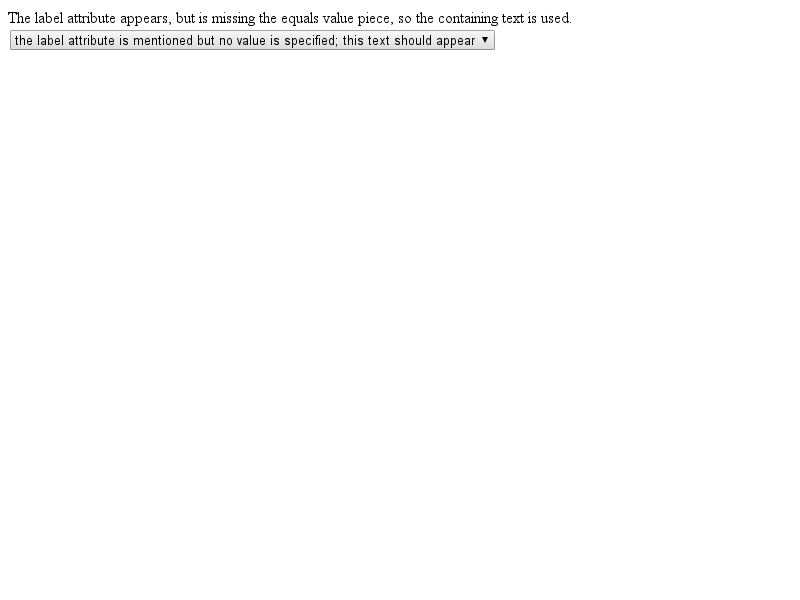 The label attribute appears, but is missing the equals value piece, so the containing text is used.
the label attribute is mentioned but no value is specified; this text should appear ▼